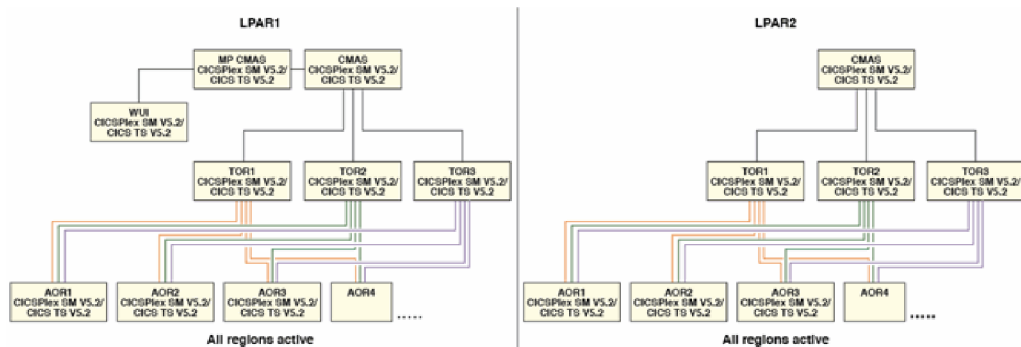 LPAR1
MP CMAS
CICSPlex SM V5.2/
CICS TS V5.2
CMAS
CICSPlex SM V5.2/
CICS TS V5.2
WUI
CICSPlex SM V5.2/
CICS TS V5.2
TOR1
CICSPlex SM V5.2/
CICS TS V5.2
TOR2
CICSPlex SM V5.2/
CICS TS V5.2
TOR3
CICSPlex SM V5.2/
CICS TS V5.2
AOR1
CICSPlex SM V5.2/
CICS TS V5.2
AOR2
CICSPlex SM V5.2/
CICS TS V5.2
AOR3
CICSPlex SM V5.2/
CICS TS V5.2
AOR4
.....
All regions active
LPAR2
CMAS
CICSPlex SM V5.2/
CICS TS V5.2
TOR1
CICSPlex SM V5.2/
CICS TS V5.2
TOR2
CICSPlex SM V5.2/
CICS TS V5.2
TOR3
CICSPlex SM V5.2/
CICS TS V5.2
AOR1
CICSPlex SM V5.2/
CICS TS V5.2
AOR2
CICSPlex SM V5.2/
CICS TS V5.2
AOR3
CICSPlex SM V5.2/
CICS TS V5.2
AOR4
.....
All regions active